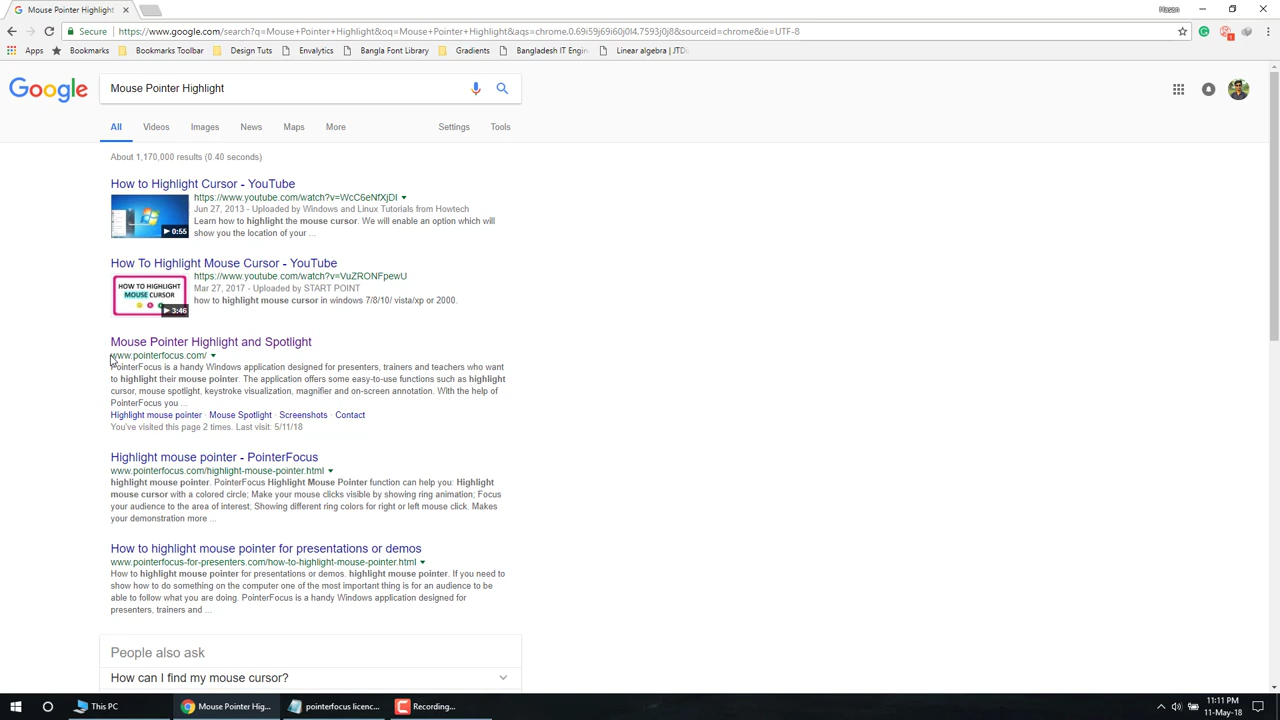 Mouse Pointer Highlight
Hasan
Secure
https://www.google.com/search?q=Mouse+Pointer+Highlight&oq=Mouse+Pointer+Highlight&aqs=chrome.0.69i59j69i60j0l4.7593j0j8&sourceid=chrome&ie=UTF-8
Apps Bookmarks Bookmarks Toolbar Design Tuts Envalytics Bangla Font Library Gradients Bangladesh IT Engin Linear algebra | JTDo
Google
Mouse Pointer Highlight
All Videos Images News Maps More Settings Tools
About 1,170,000 results (0.40 seconds)
How to Highlight Cursor - YouTube
https://www.youtube.com/watch?v=WcC6eNfXjDI
Jun 27, 2013 - Uploaded by Windows and Linux Tutorials from Howtech
Learn how to highlight the mouse cursor. We will enable an option which will
show you the location of your ...
0:55
How To Highlight Mouse Cursor - YouTube
https://www.youtube.com/watch?v=VuZRONFpewU
Mar 27, 2017 - Uploaded by START POINT
how to highlight mouse cursor in windows 7/8/10/ vista/xp or 2000.
HOW TO HIGHLIGHT
MOUSE CURSOR
3:46
Mouse Pointer Highlight and Spotlight
www.pointerfocus.com/
PointerFocus is a handy Windows application designed for presenters, trainers and teachers who want
to highlight their mouse pointer. The application offers some easy-to-use functions such as highlight
cursor, mouse spotlight, keystroke visualization, magnifier and on-screen annotation. With the help of
PointerFocus you ...
Highlight mouse pointer · Mouse Spotlight · Screenshots · Contact
You've visited this page 2 times. Last visit: 5/11/18
Highlight mouse pointer - PointerFocus
www.pointerfocus.com/highlight-mouse-pointer.html
highlight mouse pointer. PointerFocus Highlight Mouse Pointer function can help you: Highlight
mouse cursor with a colored circle; Make your mouse clicks visible by showing ring animation; Focus
your audience to the area of interest, Showing different ring colors for right or left mouse click. Makes
your demonstration more ...
How to highlight mouse pointer for presentations or demos
www.pointerfocus-for-presenters.com/how-to-highlight-mouse-pointer.html
How to highlight mouse pointer for presentations or demos. highlight mouse pointer. If you need to
show how to do something on the computer one of the most important thing is for an audience to be
able to follow what you are doing. PointerFocus is a handy Windows application designed for
presenters, trainers and ...
People also ask
How can I find my mouse cursor?
This PC Mouse Pointer Hig... pointerfocus licenc... Recording...
11:11 PM
11-May-18